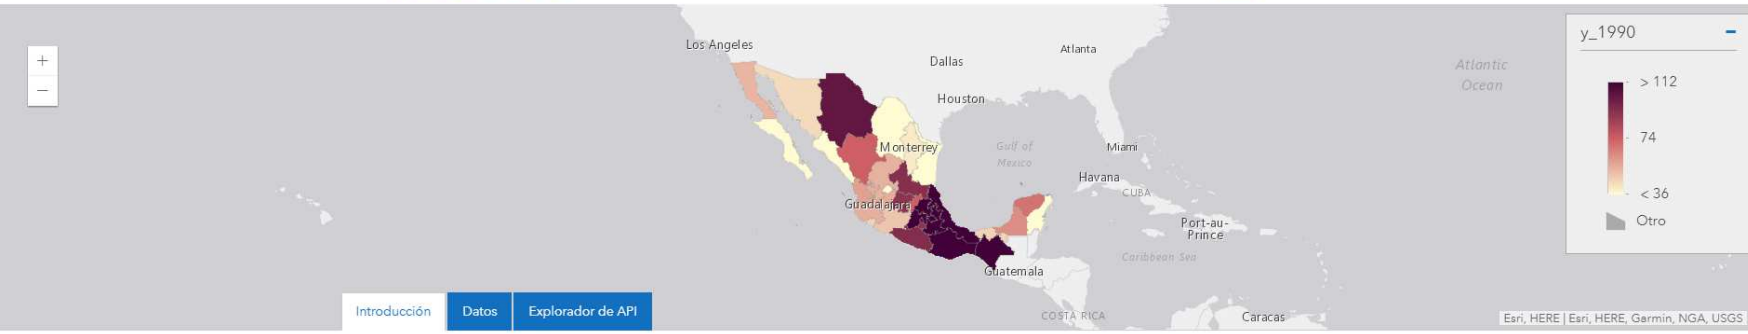 Los Angeles
Atlanta
Dallas
Houston
Atlantic
Ocean
Monterrey
Gulf of
Mexico
Miami
Havana
CUBA
Guadalajara
Port-au-
Prince
Caribbean Sea
Guatemala
COSTA RICA
Caracas
+
−
y_1990
−
> 112
74
< 36
Otro
Introducción
Datos
Explorador de API
Esri, HERE | Esri, HERE, Garmin, NGA, USGS